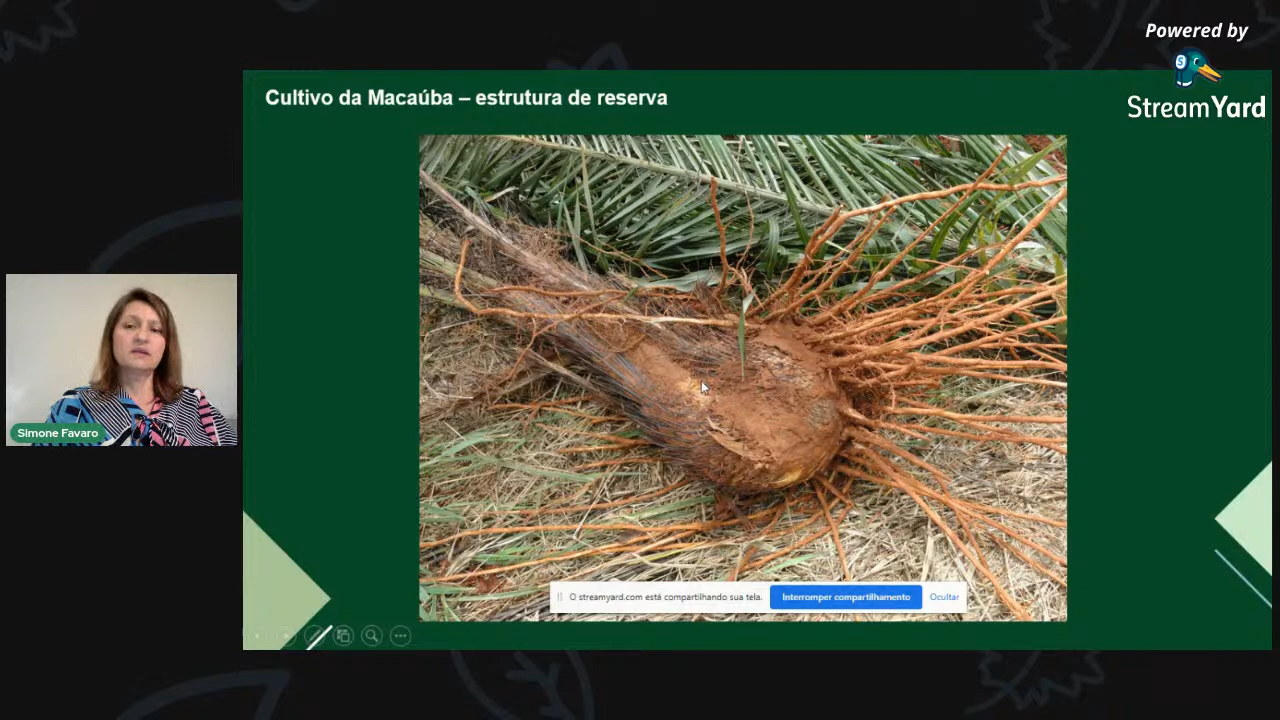 Powered by
StreamYard
Cultivo da Macaúba – estrutura de reserva
Simone Favaro
O streamyard.com está compartilhando sua tela.
Interromper compartilhamento
Ocultar